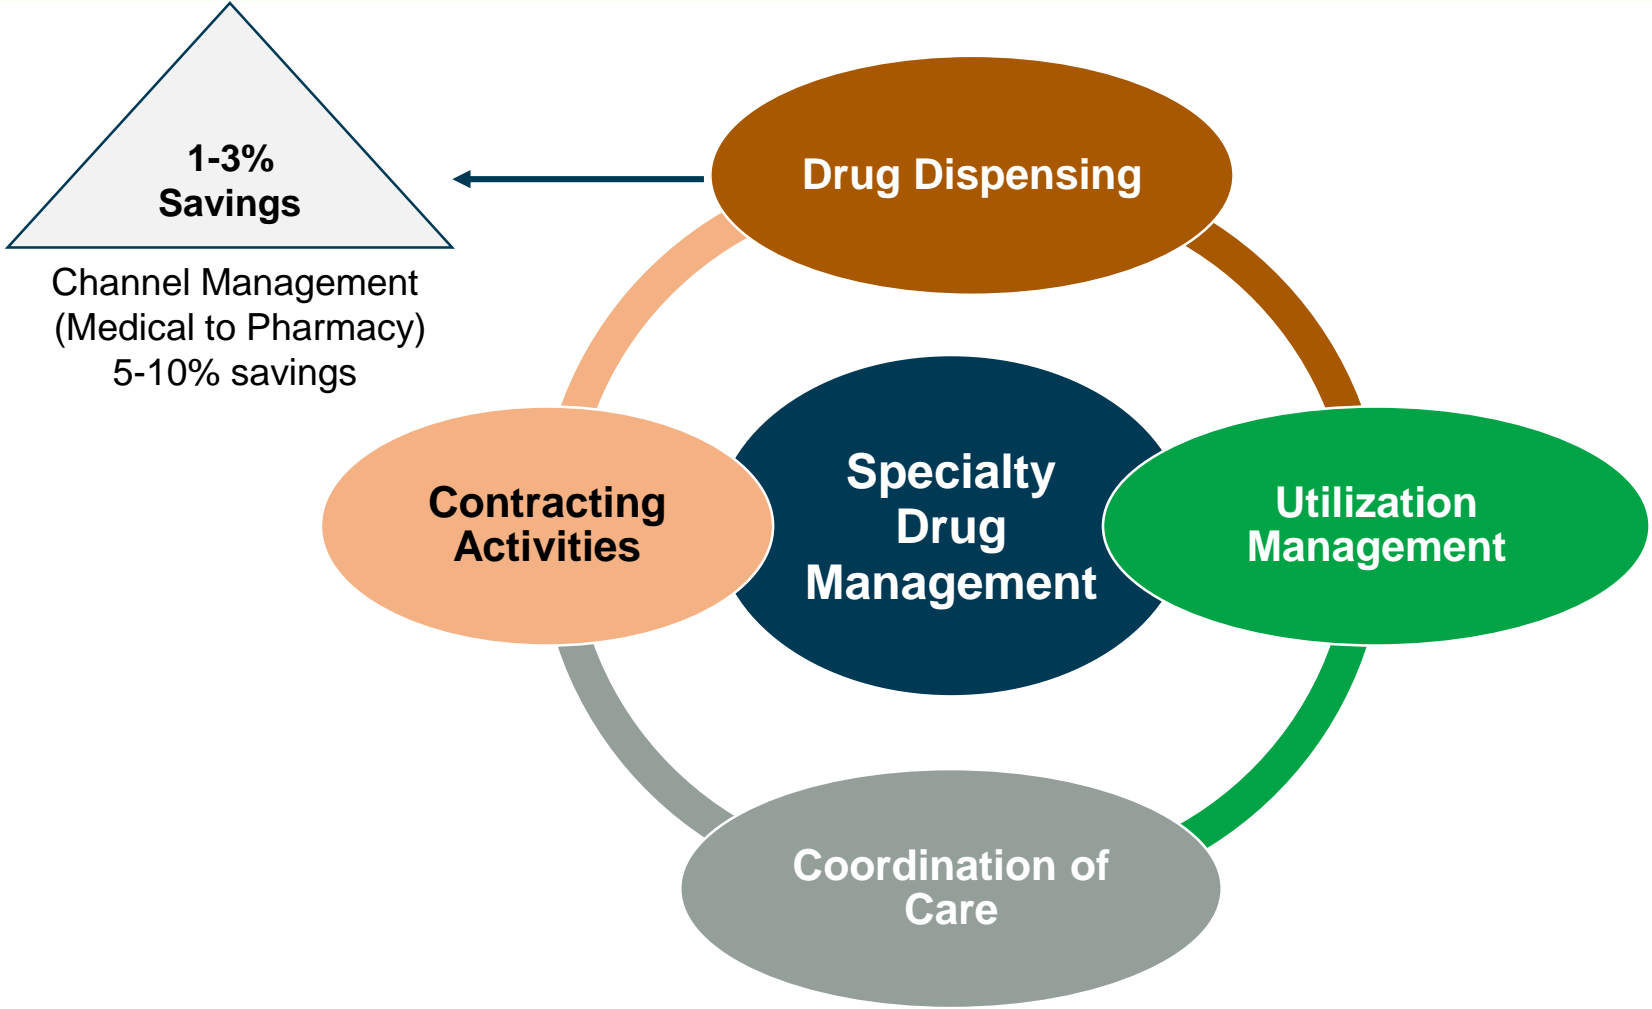 1-3%
Savings
Channel Management
(Medical to Pharmacy)
5-10% savings
Drug Dispensing
Contracting
Activities
Specialty
Drug
Management
Utilization
Management
Coordination of
Care